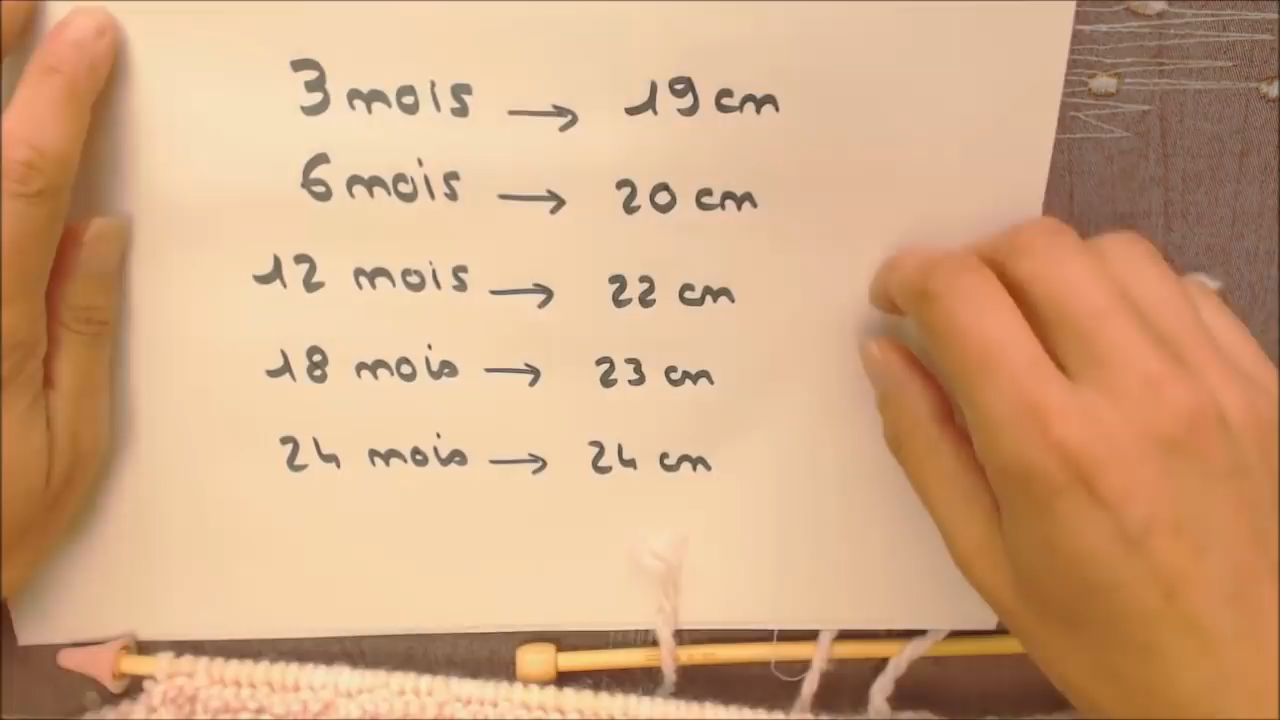 3 mois → 19 cm
6 mois → 20 cm
12 mois → 22 cm
18 mois → 23 cm
24 mois → 24 cm